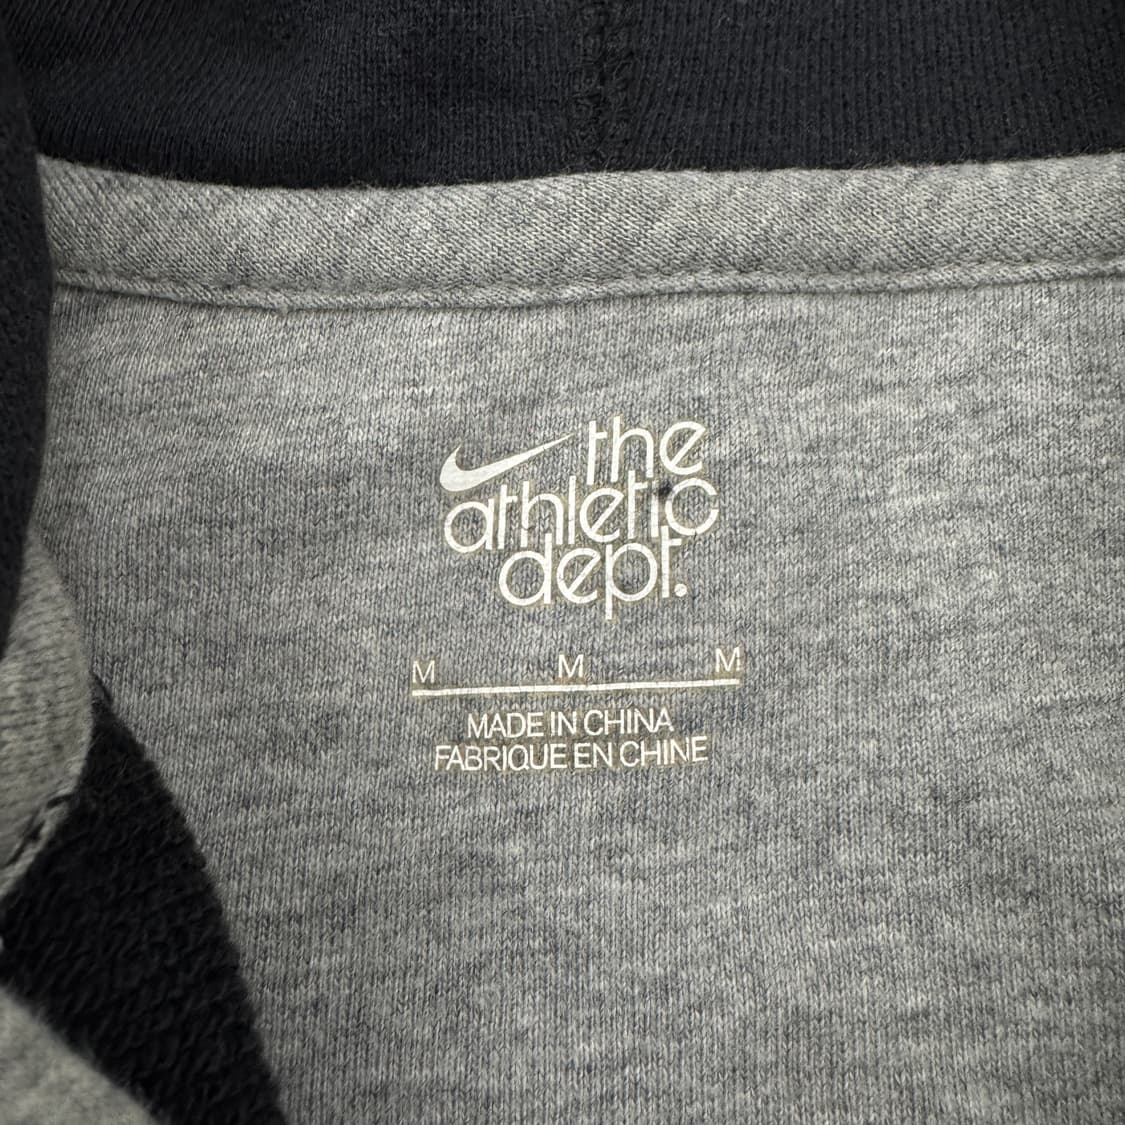 the
athletic
dept.
M M M
MADE IN CHINA
FABRIQUE EN CHINE